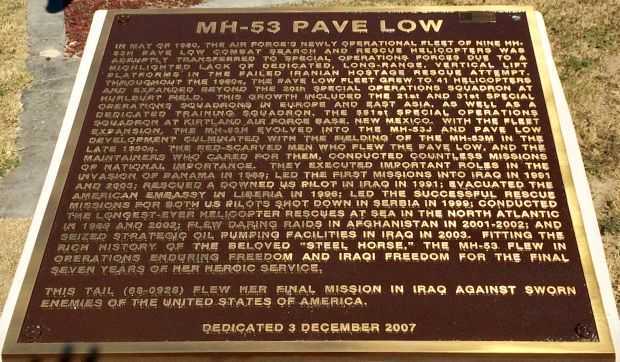 MH-53 PAVE LOW
IN MAY OF 1980, THE AIR FORCE'S NEWLY OPERATIONAL FLEET OF NINE MH-
53H PAVE LOW COMBAT SEARCH AND RESCUE HELICOPTERS WAS
ABRUPTLY TRANSFERRED TO SPECIAL OPERATIONS FORCES DUE TO A
HIGHLIGHTED LACK OF DEDICATED, LONG-RANGE, VERTICAL LIFT
PLATFORMS IN THE FAILED IRANIAN HOSTAGE RESCUE ATTEMPT.
THROUGHOUT THE 1980s, THE PAVE LOW FLEET GREW TO 41 HELICOPTERS
AND EXPANDED BEYOND THE 20th SPECIAL OPERATIONS SQUADRON AT
HURLBURT FIELD. THIS GROWTH INCLUDED THE 21st AND 31st SPECIAL
OPERATIONS SQUADRONS IN EUROPE AND EAST ASIA, AS WELL AS A
DEDICATED TRAINING SQUADRON, THE 551st SPECIAL OPERATIONS
SQUADRON AT KIRTLAND AIR FORCE BASE, NEW MEXICO. WITH THE FLEET
EXPANSION, THE MH-53H EVOLVED INTO THE MH-53J AND PAVE LOW
DEVELOPMENT CULMINATED WITH THE FIELDING OF THE MH-53M IN THE
LATE 1990s. THE RED-SCARVED MEN WHO FLEW THE PAVE LOW, AND THE
MAINTAINERS WHO CARED FOR THEM, CONDUCTED COUNTLESS MISSIONS
OF NATIONAL IMPORTANCE. THEY EXECUTED IMPORTANT ROLES IN THE
INVASION OF PANAMA IN 1989; LED THE FIRST MISSIONS INTO IRAQ IN 1991
AND 2003; RESCUED A DOWNED US PILOT IN IRAQ IN 1991; EVACUATED THE
AMERICAN EMBASSY IN LIBERIA IN 1996; LED THE SUCCESSFUL RESCUE
MISSIONS FOR BOTH US PILOTS SHOT DOWN IN SERBIA IN 1999; CONDUCTED
THE LONGEST-EVER HELICOPTER RESCUES AT SEA IN THE NORTH ATLANTIC
IN 1989 AND 2002; FLEW DARING RAIDS IN AFGHANISTAN IN 2001-2002; AND
SEIZED STRATEGIC OIL PUMPING FACILITIES IN IRAQ IN 2003. FITTING THE
RICH HISTORY OF THE BELOVED "STEEL HORSE," THE MH-53 FLEW IN
OPERATIONS ENDURING FREEDOM AND IRAQI FREEDOM FOR THE FINAL
SEVEN YEARS OF HER HEROIC SERVICE.
THIS TAIL (68-0928) FLEW HER FINAL MISSION IN IRAQ AGAINST SWORN
ENEMIES OF THE UNITED STATES OF AMERICA.
DEDICATED 3 DECEMBER 2007